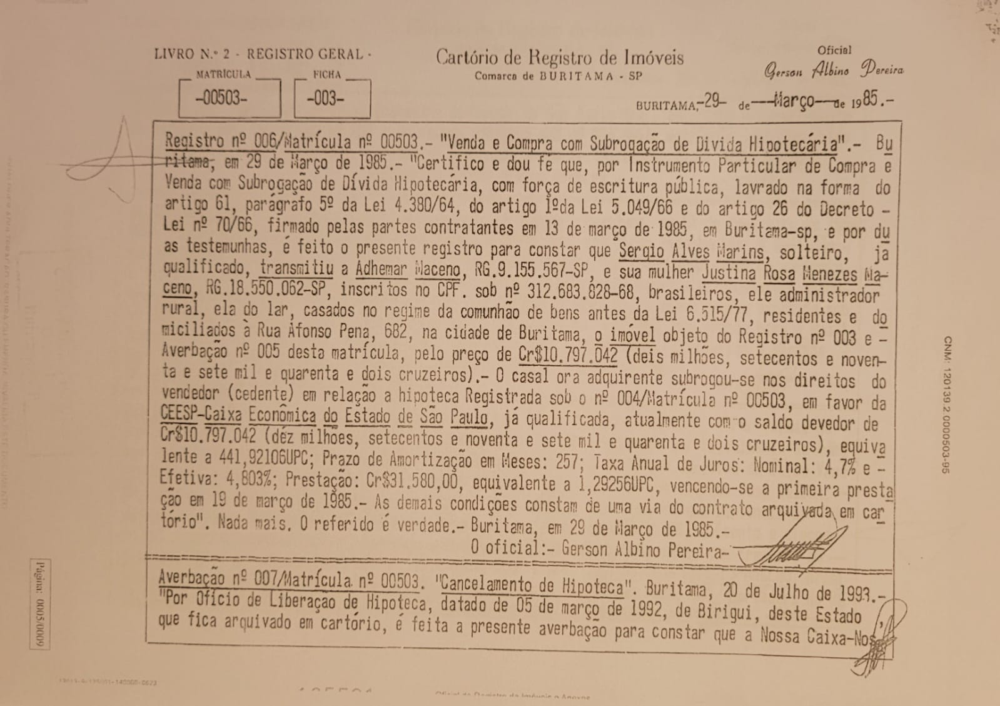 LIVRO N.º 2 - REGISTRO GERAL -
MATRÍCULA
-00503-
FICHA
-003-
Cartório de Registro de Imóveis
Comarca de BURITAMA - SP
Oficial
Gerson Albino Pereira
BURITAMA,-29- de-----Março----de 1985.-
Registro nº 006/Matrícula nº 00503.- "Venda e Compra com Subrogação de Divida Hipotecária".- Bu
ritama, em 29 de Março de 1985.- "Certifico e dou fé que, por Instrumento Particular de Compra e
Venda com Subrogação de Dívida Hipotecária, com força de escritura pública, lavrado na forma do
artigo 61, parágrafo 5º da Lei 4.380/64, do artigo 1ºda Lei 5.049/66 e do artigo 26 do Decreto -
Lei nº 70/66, firmado pelas partes contratantes em 13 de março de 1985, em Buritama-sp, e por du
as testemunhas, é feito o presente registro para constar que Sergio Alves Marins, solteiro, já
qualificado, transmitiu a Adhemar Maceno, RG.9.155.567-SP, e sua mulher Justina Rosa Menezes Ma-
ceno, RG.18.550.062-SP, inscritos no CPF. sob nº 312.683.828-68, brasileiros, ele administrador
rural, ela do lar, casados no regime da comunhão de bens antes da Lei 6.515/77, residentes e do
miciliados à Rua Afonso Pena, 682, na cidade de Buritama, o imóvel objeto do Registro nº 003 e -
Averbação nº 005 desta matrícula, pelo preço de Cr$10.797.042 (deis milhões, setecentos e noven-
ta e sete mil e quarenta e dois cruzeiros).- O casal ora adquirente subrogou-se nos direitos do
vendedor (cedente) em relação a hipoteca Registrada sob o nº 004/Matrícula nº 00503, em favor da
CEESP-Caixa Econômica do Estado de São Paulo, já qualificada, atualmente com o saldo devedor de
Cr$10.797.042 (déz milhões, setecentos e noventa e sete mil e quarenta e dois cruzeiros), equiva
lente a 441,92106UPC; Prazo de Amortização em Meses: 257; Taxa Anual de Juros: Nominal: 4,7% e -
Efetiva: 4,803%; Prestação: Cr$31.580,00, equivalente a 1,29256UPC, vencendo-se a primeira presta
ção em 19 de março de 1985.- As demais condições constam de uma via do contrato arquivada em car
tório". Nada mais. O referido é verdade.- Buritama, em 29 de Março de 1985.-
O oficial:- Gerson Albino Pereira-
Averbação nº 007/Matrícula nº 00503. "Cancelamento de Hipoteca". Buritama, 20 de Julho de 1993.-
"Por Ofício de Liberação de Hipoteca, datado de 05 de março de 1992, de Birigui, deste Estado ,
que fica arquivado em cartório, é feita a presente averbação para constar que a Nossa Caixa-Nos
CNM: 120139.2.0000503-95
Página: 0005/0009